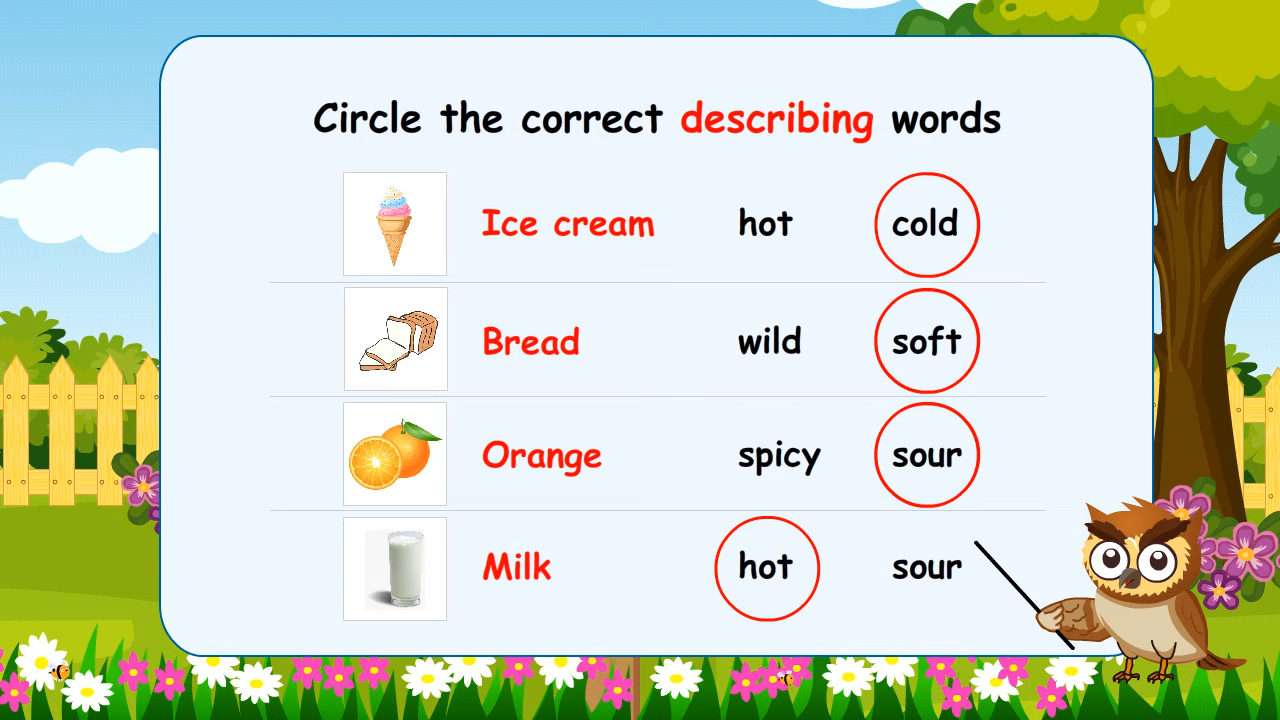 Circle the correct describing words
Ice cream hot cold
Bread wild soft
Orange spicy sour
Milk hot sour